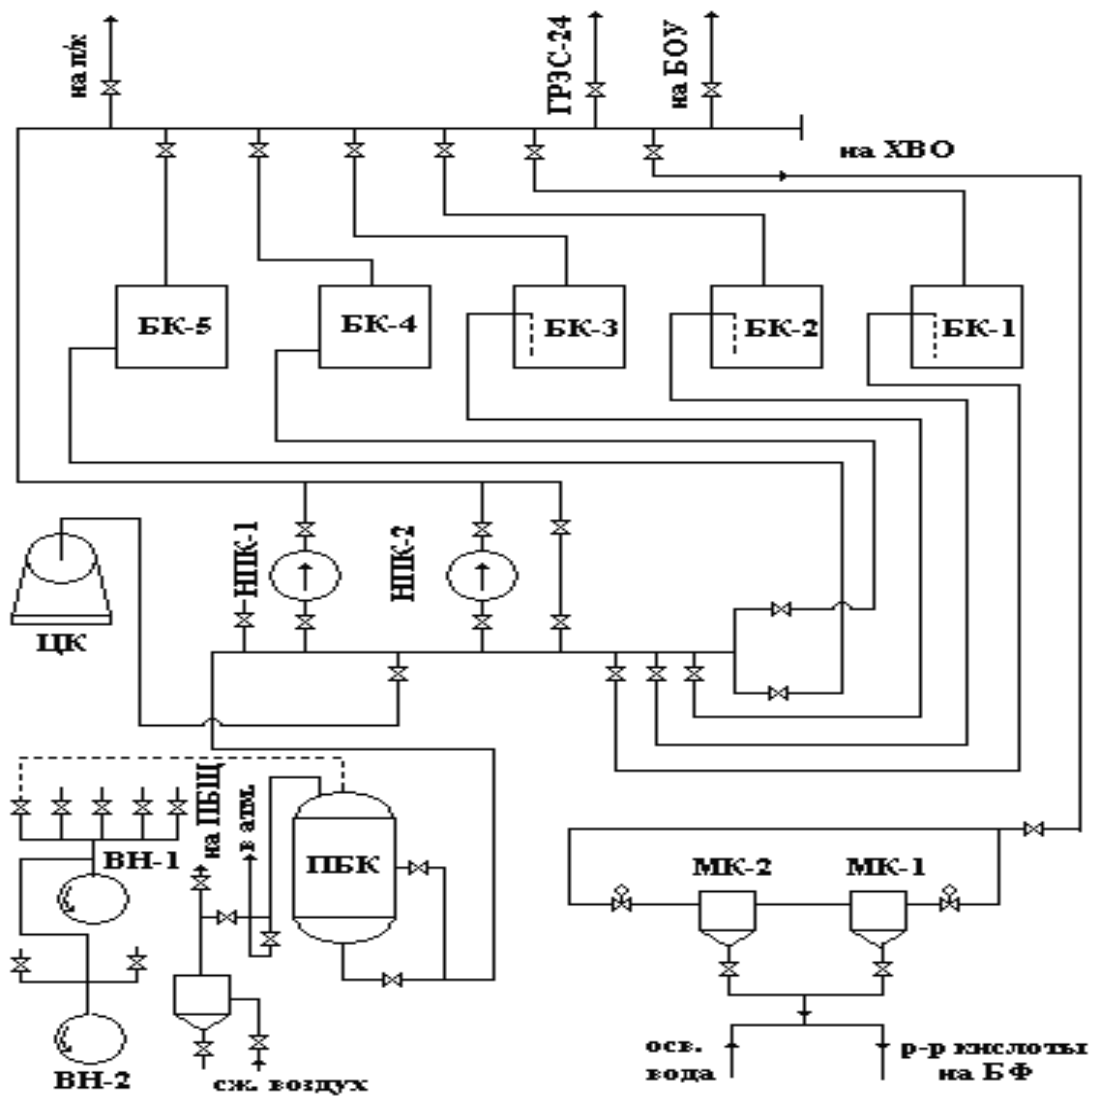 на п/к
ГРЭС-24
на БОУ
на ХВО
БК-5
БК-4
БК-3
БК-2
БК-1
НПК-1
НПК-2
ЦК
на ПБЩ
в атм.
ВН-1
ПБК
МК-2
МК-1
ВН-2
сж. воздух
осв.
вода
р-р кислоты
на БФ